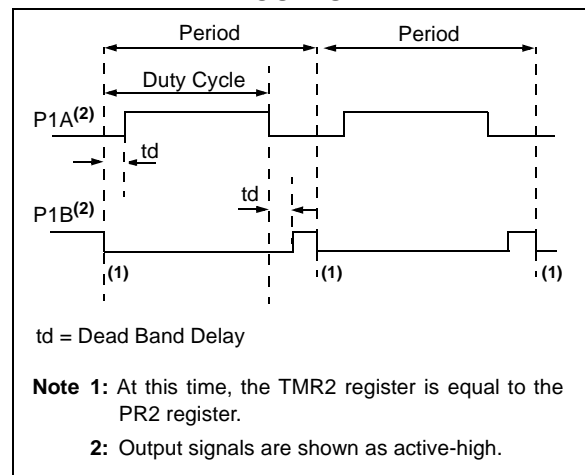 Period Period
Duty Cycle
P1A(2)
td
td
P1B(2)
(1) (1) (1)
td = Dead Band Delay
Note 1: At this time, the TMR2 register is equal to the
PR2 register.
2: Output signals are shown as active-high.